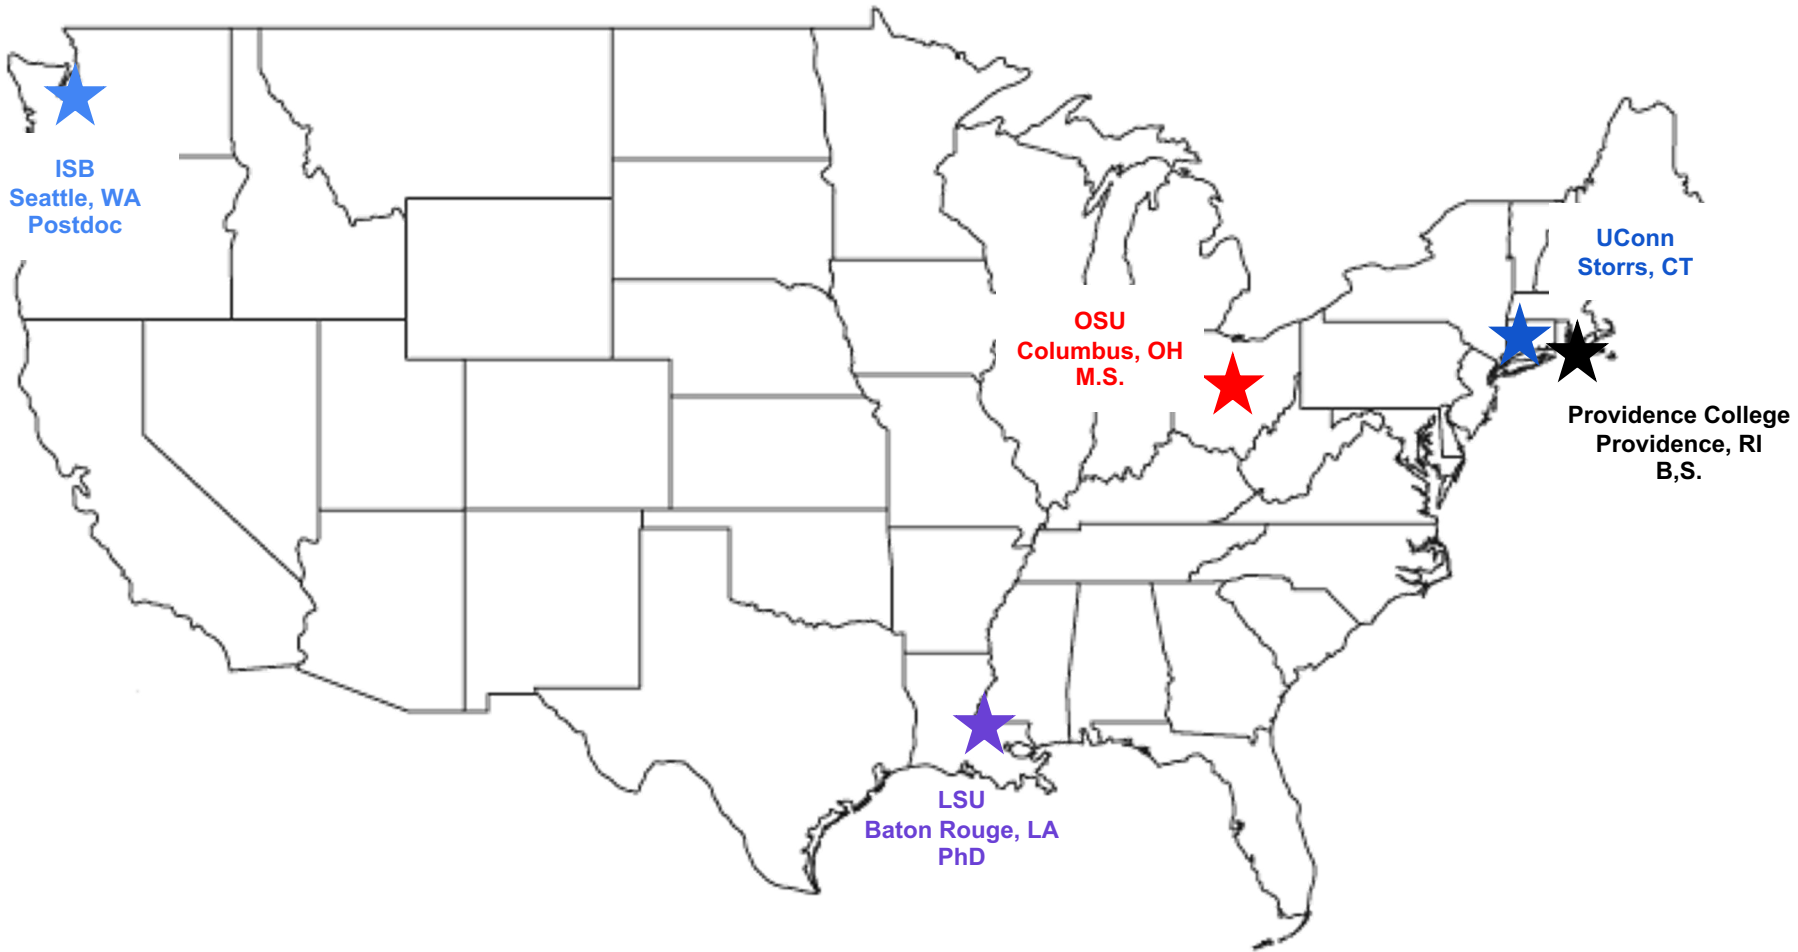 ISB
Seattle, WA
Postdoc
UConn
Storrs, CT
OSU
Columbus, OH
M.S.
Providence College
Providence, RI
B,S.
LSU
Baton Rouge, LA
PhD